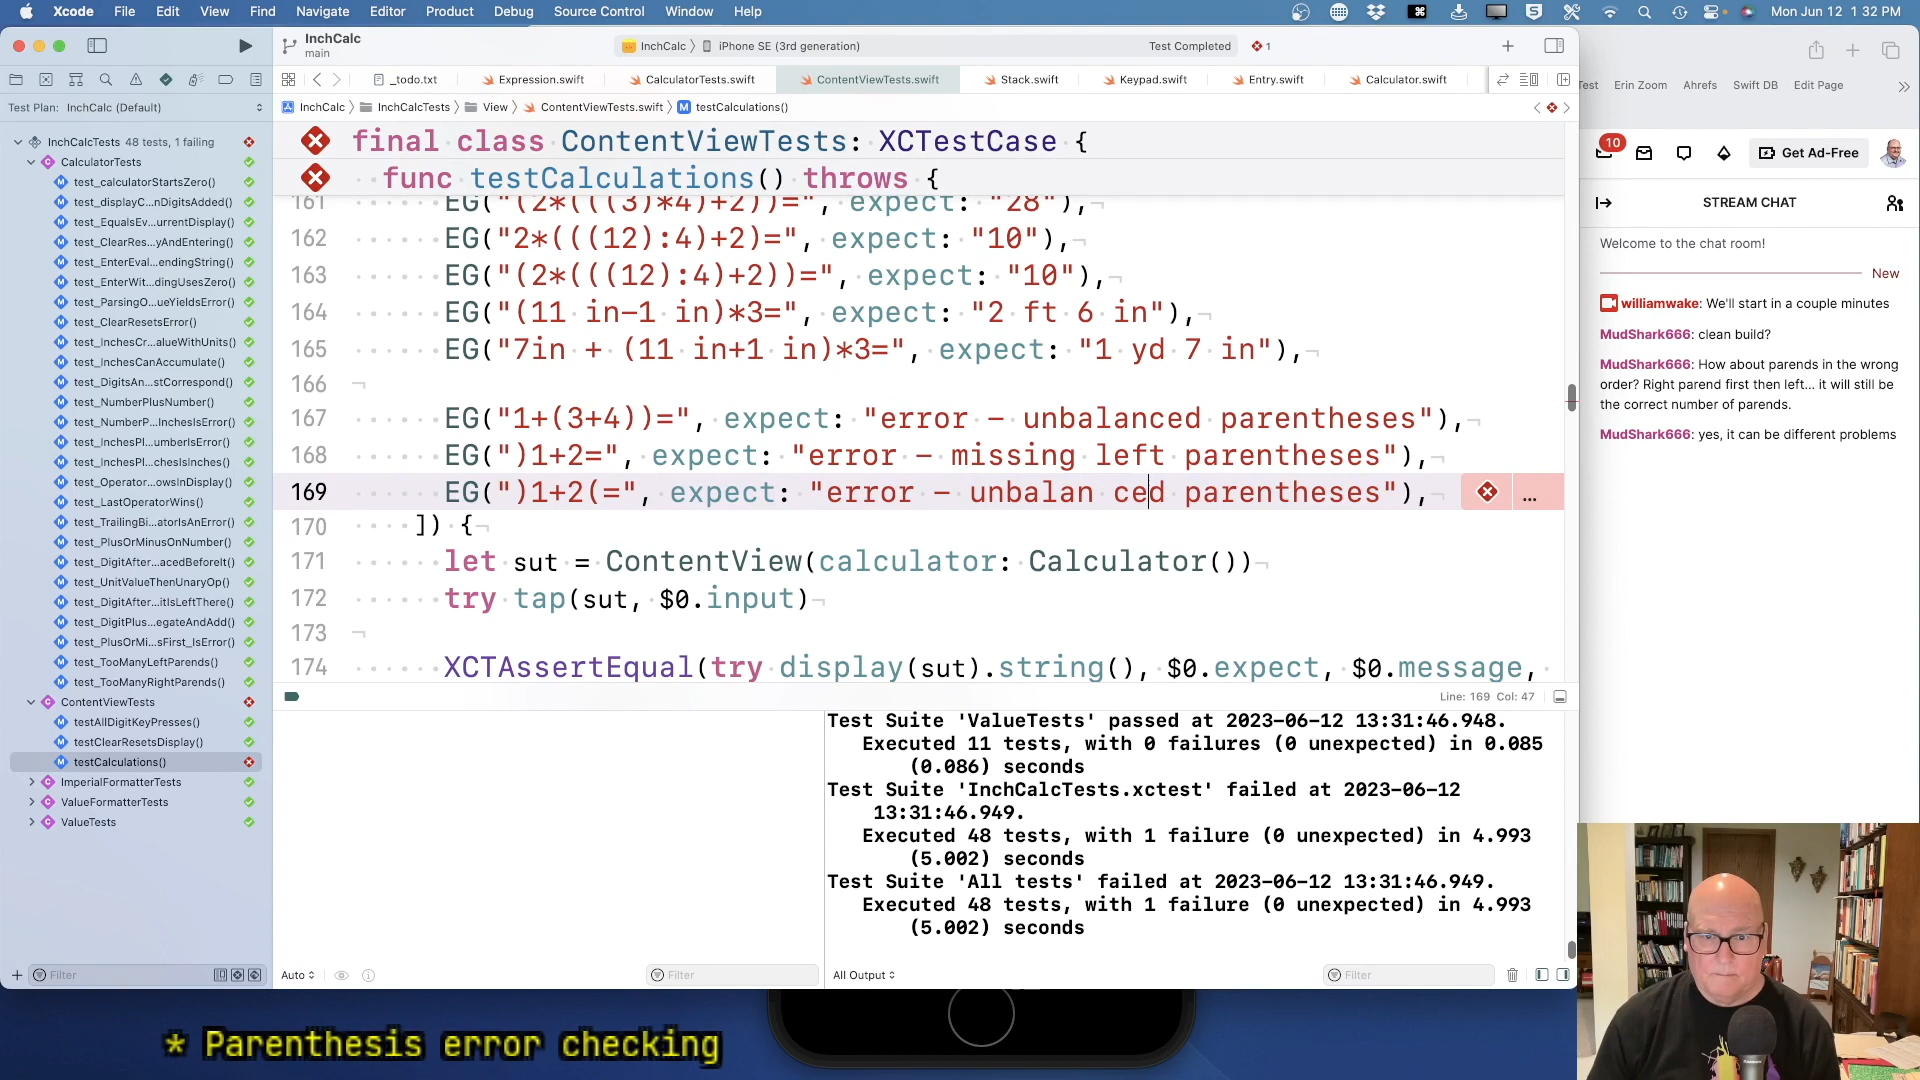 Xcode File Edit View Find Navigate Editor Product Debug Source Control Window Help
Mon Jun 12 1:32 PM
InchCalc
main
InchCalc iPhone SE (3rd generation) Test Completed 1
_todo.txt Expression.swift CalculatorTests.swift ContentViewTests.swift Stack.swift Keypad.swift Entry.swift Calculator.swift
Test Plan: InchCalc (Default)
InchCalc InchCalcTests View ContentViewTests.swift M testCalculations()
InchCalcTests 48 tests, 1 failing
CalculatorTests
test_calculatorStartsZero()
test_displayC...nDigitsAdded()
test_EqualsEv...urrentDisplay()
test_ClearRes...yAndEntering()
test_EnterEval...endingString()
test_EnterWit...dingUsesZero()
test_ParsingO...ueYieldsError()
test_ClearResetsError()
test_InchesCr...alueWithUnits()
test_InchesCanAccumulate()
test_DigitsAn...stCorrespond()
test_NumberPlusNumber()
test_NumberP...nchesIsError()
test_InchesPl...umberIsError()
test_InchesPl...chesIsInches()
test_Operator...owsInDisplay()
test_LastOperatorWins()
test_TrailingBi...atorIsAnError()
test_PlusOrMinusOnNumber()
test_DigitAfter...acedBeforeIt()
test_UnitValueThenUnaryOp()
test_DigitAfter...itIsLeftThere()
test_DigitPlus...egateAndAdd()
test_PlusOrMi...sFirst_IsError()
test_TooManyLeftParends()
test_TooManyRightParends()
ContentViewTests
testAllDigitKeyPresses()
testClearResetsDisplay()
testCalculations()
ImperialFormatterTests
ValueFormatterTests
ValueTests
Filter
final class ContentViewTests: XCTestCase {
func testCalculations() throws {
161 EG("(2*(((3)*4)+2))=", expect: "28"),
162 EG("2*(((12):4)+2)=", expect: "10"),
163 EG("(2*(((12):4)+2))=", expect: "10"),
164 EG("(11 in-1 in)*3=", expect: "2 ft 6 in"),
165 EG("7in + (11 in+1 in)*3=", expect: "1 yd 7 in"),
166
167 EG("1+(3+4))=", expect: "error - unbalanced parentheses"),
168 EG(")1+2=", expect: "error - missing left parentheses"),
169 EG(")1+2(=", expect: "error - unbalan ced parentheses"), ...
170 ]) {
171 let sut = ContentView(calculator: Calculator())
172 try tap(sut, $0.input)
173
174 XCTAssertEqual(try display(sut).string(), $0.expect, $0.message,
Line: 169 Col: 47
Test Suite 'ValueTests' passed at 2023-06-12 13:31:46.948.
Executed 11 tests, with 0 failures (0 unexpected) in 0.085
(0.086) seconds
Test Suite 'InchCalcTests.xctest' failed at 2023-06-12
13:31:46.949.
Executed 48 tests, with 1 failure (0 unexpected) in 4.993
(5.002) seconds
Test Suite 'All tests' failed at 2023-06-12 13:31:46.949.
Executed 48 tests, with 1 failure (0 unexpected) in 4.993
(5.002) seconds
Auto Filter All Output Filter
* Parenthesis error checking
Test Erin Zoom Ahrefs Swift DB Edit Page
10 Get Ad-Free
STREAM CHAT
Welcome to the chat room!
New
williamwake: We'll start in a couple minutes
MudShark666: clean build?
MudShark666: How about parends in the wrong
order? Right parend first then left... it will still be
the correct number of parends.
MudShark666: yes, it can be different problems